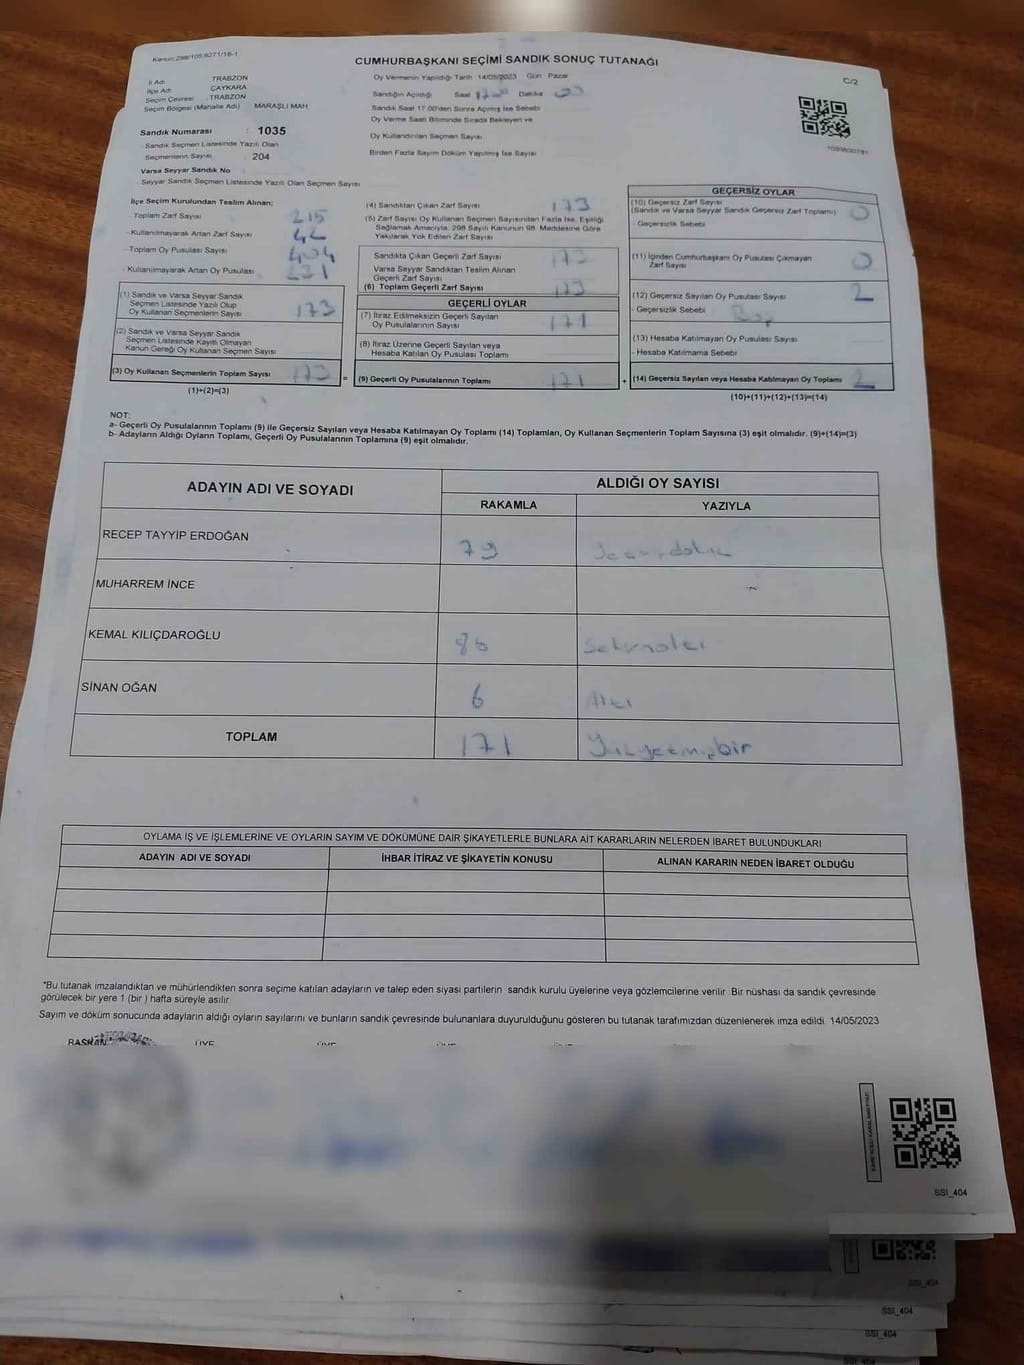 Kanun: 298/105,6271/16-1
CUMHURBAŞKANI SEÇİMİ SANDIK SONUÇ TUTANAĞI
C/2
İl Adı TRABZON
İlçe Adı ÇAYKARA
Seçim Çevresi TRABZON
Seçim Bölgesi (Mahalle Adı) MARAŞLI MAH
Sandık Numarası : 1035
Sandık Seçmen Listesinde Yazılı Olan
Seçmenlerin Sayısı 204
Varsa Seyyar Sandık No
Seyyar Sandık Seçmen Listesinde Yazılı Olan Seçmen Sayısı
Oy Vermenin Yapıldığı Tarih 14/05/2023 Gün Pazar
Sandığın Açıldığı Saat Dakika
Sandık Saat 17.00'den Sonra Açılmış İse Sebebi
Oy Verme Saati Bitiminde Sırada Bekleyen ve
Oy Kullandırılan Seçmen Sayısı
Birden Fazla Sayım Döküm Yapılmış İse Sayısı
İlçe Seçim Kurulundan Teslim Alınan;
- Toplam Zarf Sayısı 215
- Kullanılmayarak Artan Zarf Sayısı 42
- Toplam Oy Pusulası Sayısı 404
- Kullanılmayarak Artan Oy Pusulası 231
(1) Sandık ve Varsa Seyyar Sandık
Seçmen Listesinde Yazılı Olup
Oy Kullanan Seçmenlerin Sayısı 173
(2) Sandık ve Varsa Seyyar Sandık
Seçmen Listesinde Kayıtlı Olmayan
Kanun Gereği Oy Kullanan Seçmen Sayısı
(3) Oy Kullanan Seçmenlerin Toplam Sayısı 173 =
(1)+(2)=(3)
(4) Sandıktan Çıkan Zarf Sayısı 173
(5) Zarf Sayısı Oy Kullanan Seçmen Sayısından Fazla İse, Eşitliği
Sağlamak Amacıyla, 298 Sayılı Kanunun 98. Maddesine Göre
Yakılarak Yok Edilen Zarf Sayısı
Sandıkta Çıkan Geçerli Zarf Sayısı 173
Varsa Seyyar Sandıktan Teslim Alınan
Geçerli Zarf Sayısı
(6) Toplam Geçerli Zarf Sayısı 173
GEÇERLİ OYLAR
(7) İtiraz Edilmeksizin Geçerli Sayılan
Oy Pusulalarının Sayısı 171
(8) İtiraz Üzerine Geçerli Sayılan veya
Hesaba Katılan Oy Pusulası Toplamı
(9) Geçerli Oy Pusulalarının Toplamı 171 +
GEÇERSİZ OYLAR
(10) Geçersiz Zarf Sayısı 0
(Sandık ve Varsa Seyyar Sandık Geçersiz Zarf Toplamı)
- Geçersizlik Sebebi
(11) İçinden Cumhurbaşkanı Oy Pusulası Çıkmayan
Zarf Sayısı 0
(12) Geçersiz Sayılan Oy Pusulası Sayısı 2
- Geçersizlik Sebebi Boş
(13) Hesaba Katılmayan Oy Pusulası Sayısı
- Hesaba Katılmama Sebebi
(14) Geçersiz Sayılan veya Hesaba Katılmayan Oy Toplamı 2
(10)+(11)+(12)+(13)=(14)
NOT:
a- Geçerli Oy Pusulalarının Toplamı (9) ile Geçersiz Sayılan veya Hesaba Katılmayan Oy Toplamı (14) Toplamları, Oy Kullanan Seçmenlerin Toplam Sayısına (3) eşit olmalıdır. (9)+(14)=(3)
b- Adayların Aldığı Oyların Toplamı, Geçerli Oy Pusulalarının Toplamına (9) eşit olmalıdır.
ADAYIN ADI VE SOYADI ALDIĞI OY SAYISI
RAKAMLA YAZIYLA
RECEP TAYYİP ERDOĞAN 79
MUHARREM İNCE
KEMAL KILIÇDAROĞLU 86 Seksenaltı
SİNAN OĞAN 6 Altı
TOPLAM 171 Yüzyetmişbir
OYLAMA İŞ VE İŞLEMLERİNE VE OYLARIN SAYIM VE DÖKÜMÜNE DAİR ŞİKAYETLERLE BUNLARA AİT KARARLARIN NELERDEN İBARET BULUNDUKLARI
ADAYIN ADI VE SOYADI İHBAR İTİRAZ VE ŞİKAYETİN KONUSU ALINAN KARARIN NEDEN İBARET OLDUĞU
*Bu tutanak imzalandıktan ve mühürlendikten sonra seçime katılan adayların ve talep eden siyasi partilerin sandık kurulu üyelerine veya gözlemcilerine verilir .Bir nüshası da sandık çevresinde
görülecek bir yere 1 (bir ) hafta süreyle asılır
Sayım ve döküm sonucunda adayların aldığı oyların sayılarını ve bunların sandık çevresinde bulunanlara duyurulduğunu gösteren bu tutanak tarafımızdan düzenlenerek imza edildi. 14/05/2023
BAŞKAN ÜYE ÜYE ÜYE ÜYE
SSI_404
SSI_404
SSI_404
SSI_404
SSI_404